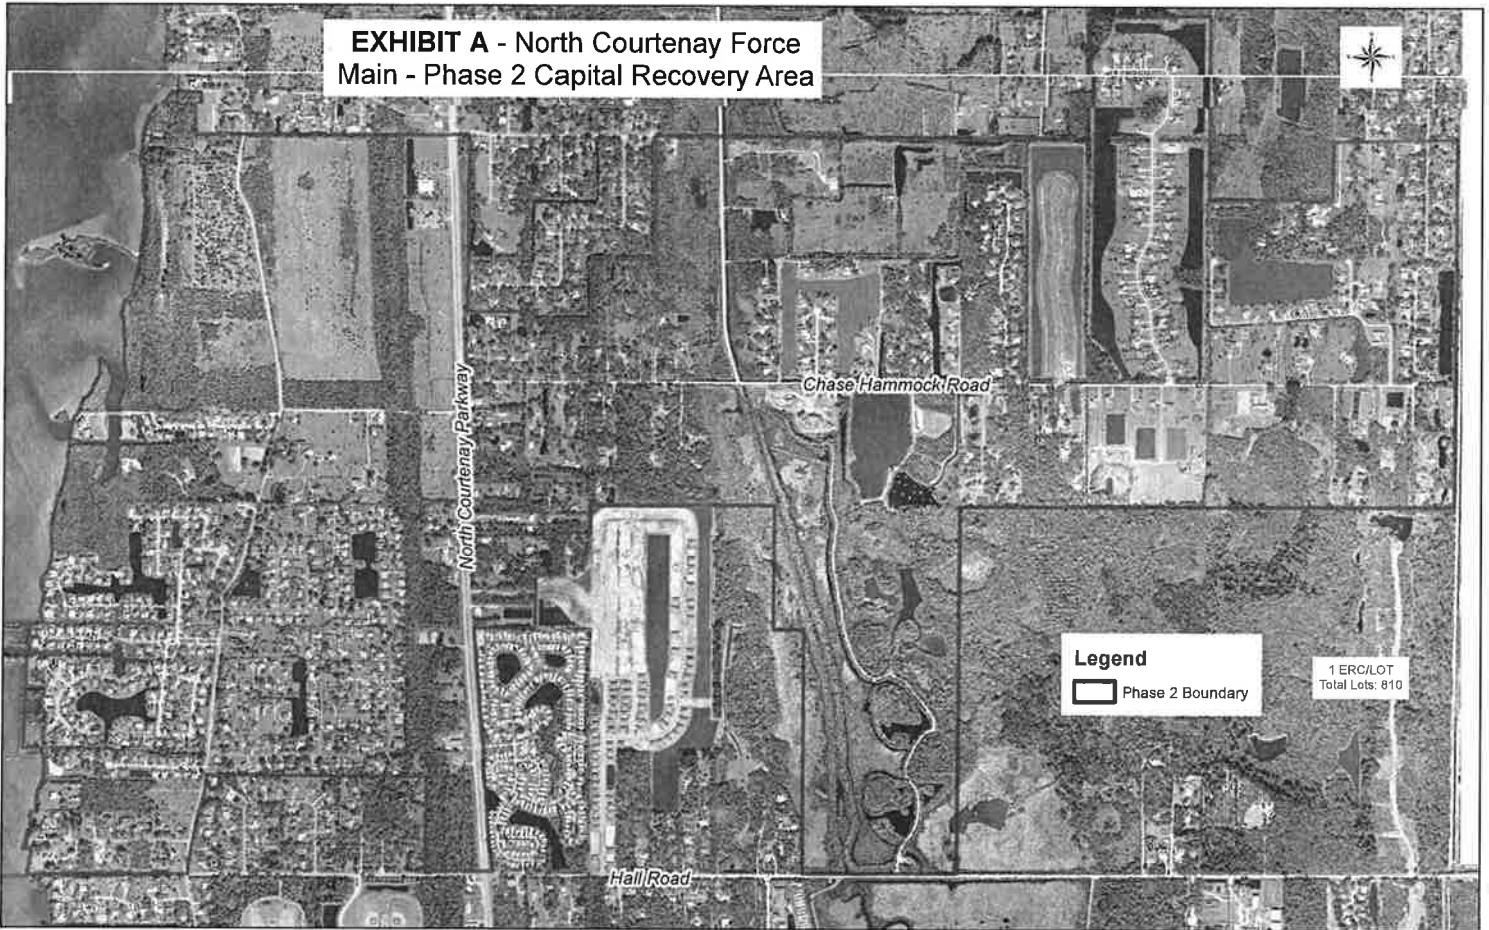 EXHIBIT A - North Courtenay Force
Main - Phase 2 Capital Recovery Area
North Courtenay Parkway
Chase Hammock Road
Legend
Phase 2 Boundary
1 ERC/LOT
Total Lots: 810
Hall Road